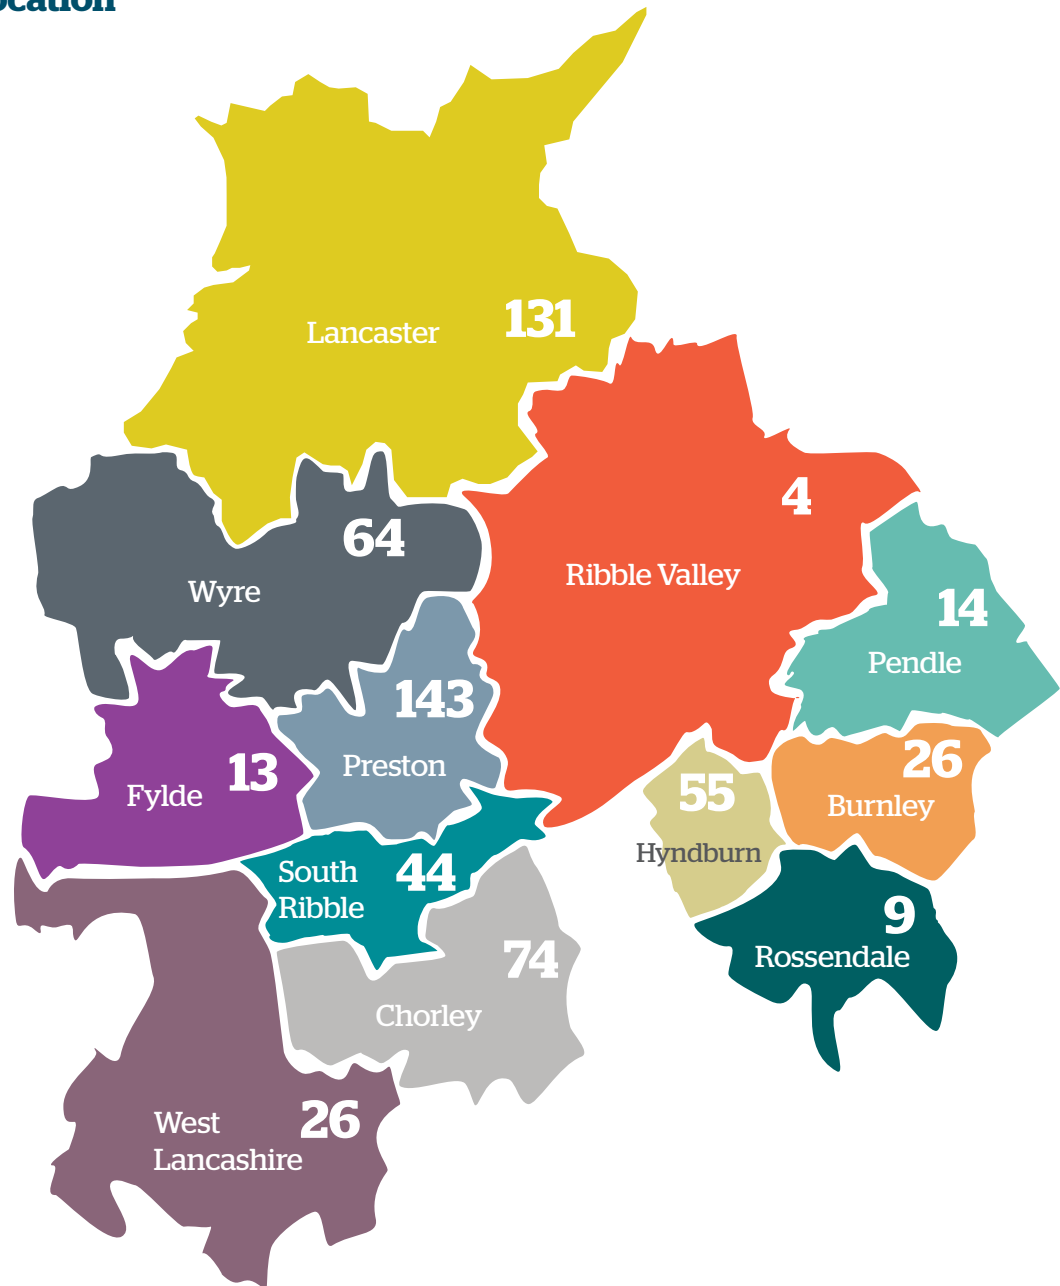 131
Lancaster
4
64
Ribble Valley
Wyre
14
Pendle
143
Preston
13
Fylde
26
Burnley
55
Hyndburn
South
Ribble
44
9
Rossendale
74
Chorley
26
West
Lancashire